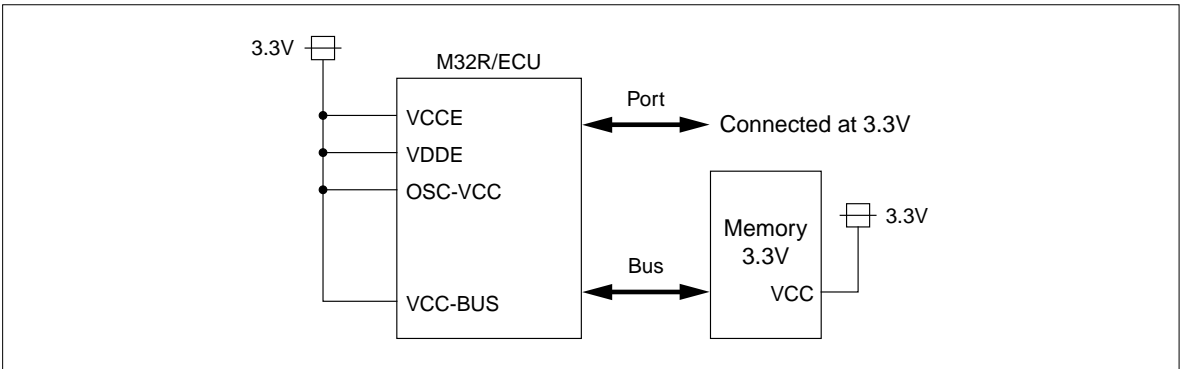 3.3V
M32R/ECU
VCCE
Port
Connected at 3.3V
VDDE
OSC-VCC
Memory
3.3V
3.3V
Bus
VCC
VCC-BUS